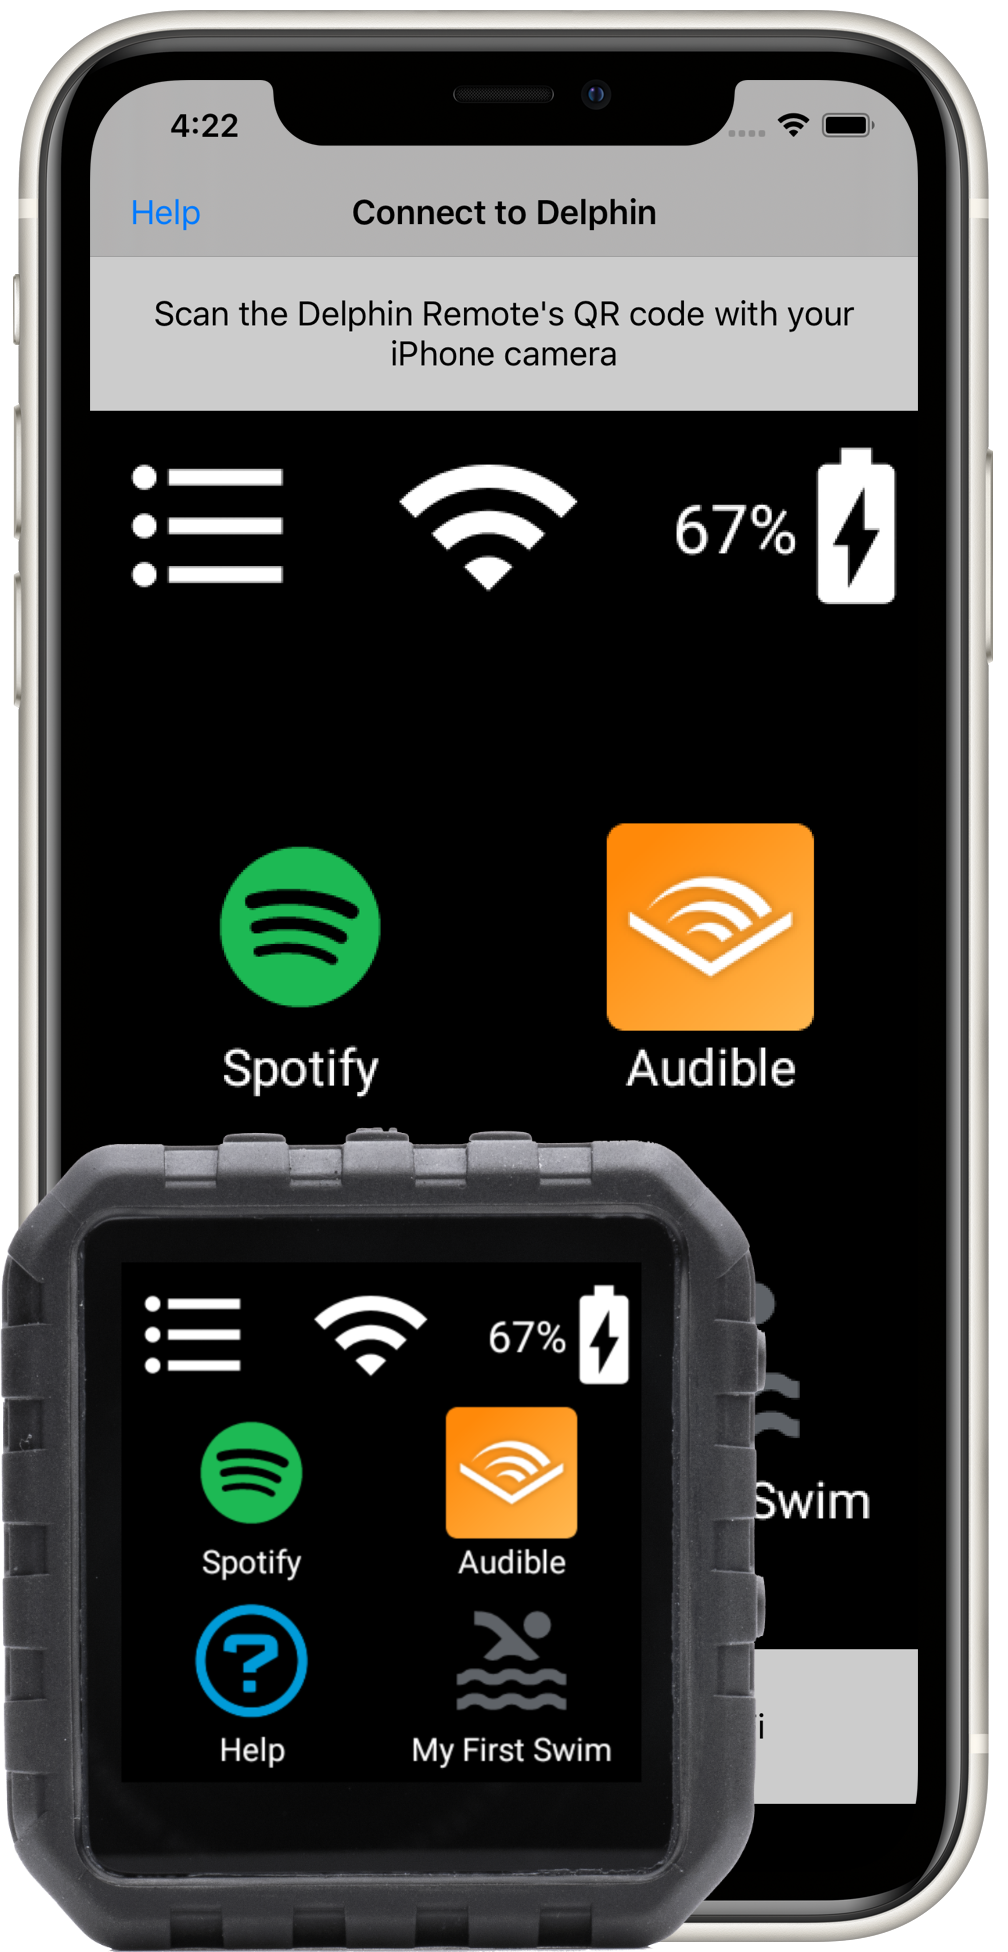 4:22
Help
Connect to Delphin
Scan the Delphin Remote's QR code with your
iPhone camera
67%
Spotify
Audible
Swim
67%
Spotify
Audible
Help
My First Swim